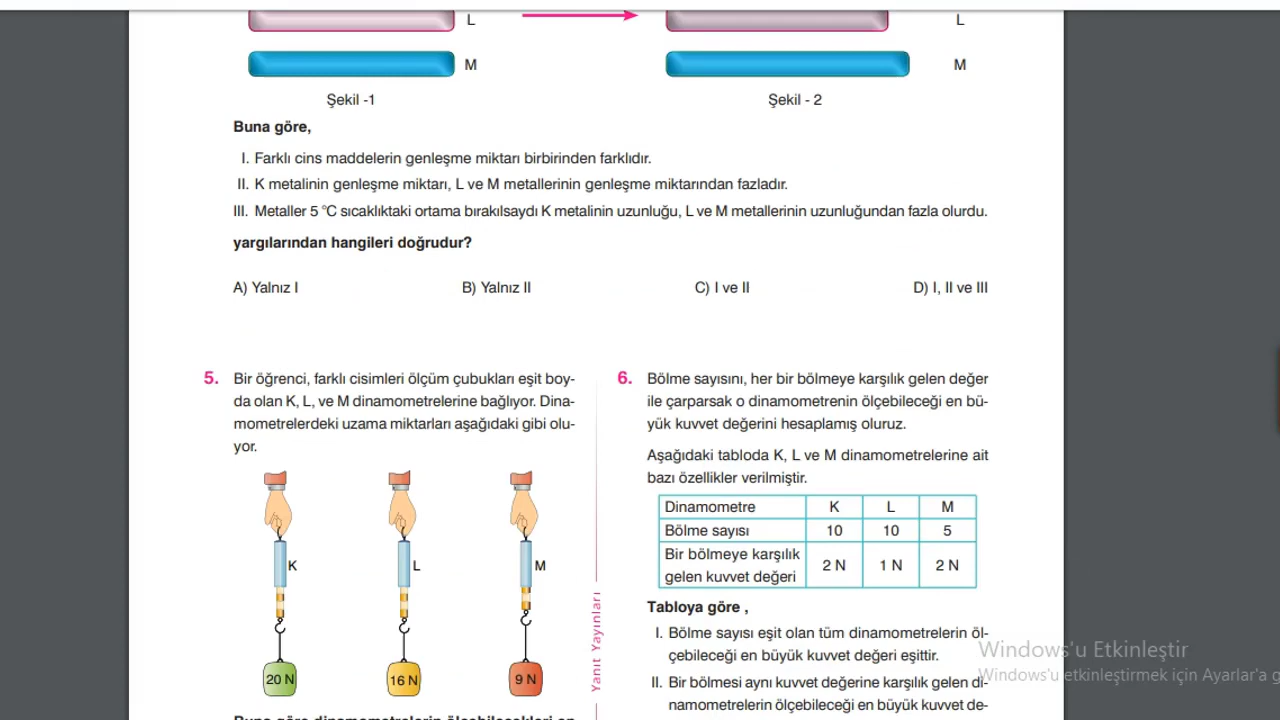 L
L
M
M
Şekil -1
Şekil - 2
Buna göre,
I. Farklı cins maddelerin genleşme miktarı birbirinden farklıdır.
II. K metalinin genleşme miktarı, L ve M metallerinin genleşme miktarından fazladır.
III. Metaller 5 °C sıcaklıktaki ortama bırakılsaydı K metalinin uzunluğu, L ve M metallerinin uzunluğundan fazla olurdu.
yargılarından hangileri doğrudur?
A) Yalnız I
B) Yalnız II
C) I ve II
D) I, II ve III
5. Bir öğrenci, farklı cisimleri ölçüm çubukları eşit boy-
da olan K, L, ve M dinamometrelerine bağlıyor. Dina-
mometrelerdeki uzama miktarları aşağıdaki gibi olu-
yor.
K
L
M
20 N
16 N
9 N
Buna göre dinamometrelerin ölçebilecekleri en
Yanıt Yayınları
6. Bölme sayısını, her bir bölmeye karşılık gelen değer
ile çarparsak o dinamometrenin ölçebileceği en bü-
yük kuvvet değerini hesaplamış oluruz.
Aşağıdaki tabloda K, L ve M dinamometrelerine ait
bazı özellikler verilmiştir.
Dinamometre K L M
Bölme sayısı 10 10 5
Bir bölmeye karşılık
gelen kuvvet değeri 2 N 1 N 2 N
Tabloya göre ,
I. Bölme sayısı eşit olan tüm dinamometrelerin öl-
çebileceği en büyük kuvvet değeri eşittir.
II. Bir bölmesi aynı kuvvet değerine karşılık gelen di-
namometrelerin ölçebileceği en büyük kuvvet de-
Windows'u Etkinleştir
Windows'u etkinleştirmek için Ayarlar'a g